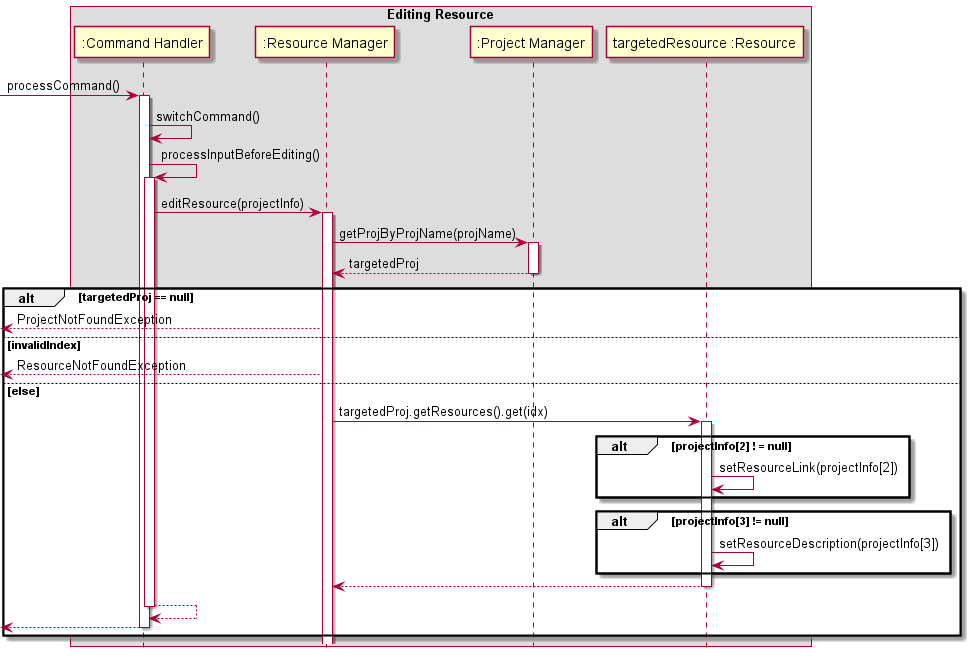 Editing Resource
:Command Handler
:Resource Manager
:Project Manager
targetedResource :Resource
processCommand()
switchCommand()
processInputBeforeEditing()
editResource(projectInfo)
getProjByProjName(projName)
targetedProj
alt
[targetedProj == null]
ProjectNotFoundException
[invalidIndex]
ResourceNotFoundException
[else]
targetedProj.getResources().get(idx)
alt
[projectInfo[2] ! = null]
setResourceLink(projectInfo[2])
alt
[projectInfo[3] != null]
setResourceDescription(projectInfo[3])